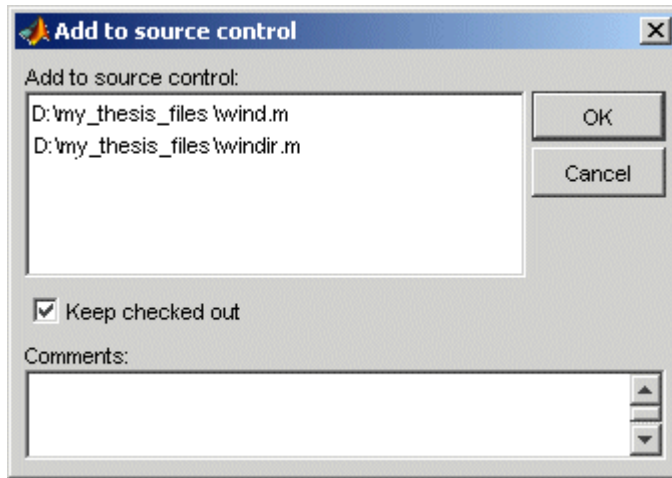 Add to source control
Add to source control:
D:\my_thesis_files\wind.m
D:\my_thesis_files\windir.m
OK
Cancel
Keep checked out
Comments: